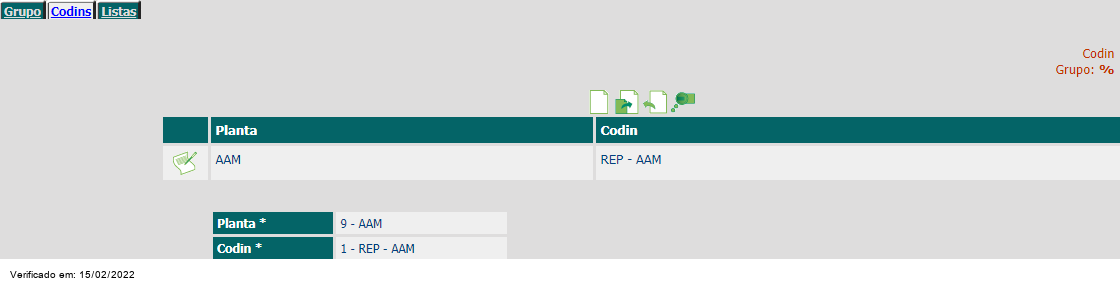 Grupo Codins Listas
Codin
Grupo: %
Planta Codin
AAM REP - AAM
Planta * 9 - AAM
Codin * 1 - REP - AAM
Verificado em: 15/02/2022